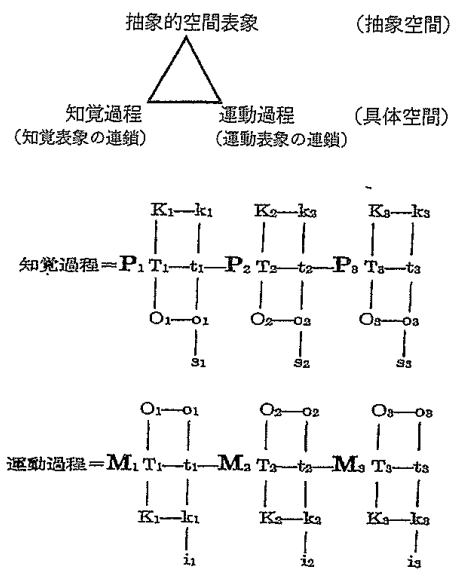 抽象的空間表象 (抽象空間)
知覚過程 運動過程 (具体空間)
(知覚表象の連鎖) (運動表象の連鎖)
K₁—k₁ K₂—k₂ K₃—k₃
知覚過程=P₁ T₁—t₁—P₂ T₂—t₂—P₃ T₃—t₃
O₁—o₁ O₂—o₂ O₃—o₃
s₁ s₂ s₃
O₁—o₁ O₂—o₂ O₃—o₃
運動過程=M₁ T₁—t₁—M₂ T₂—t₂—M₃ T₃—t₃
K₁—k₁ K₂—k₂ K₃—k₃
i₁ i₂ i₃